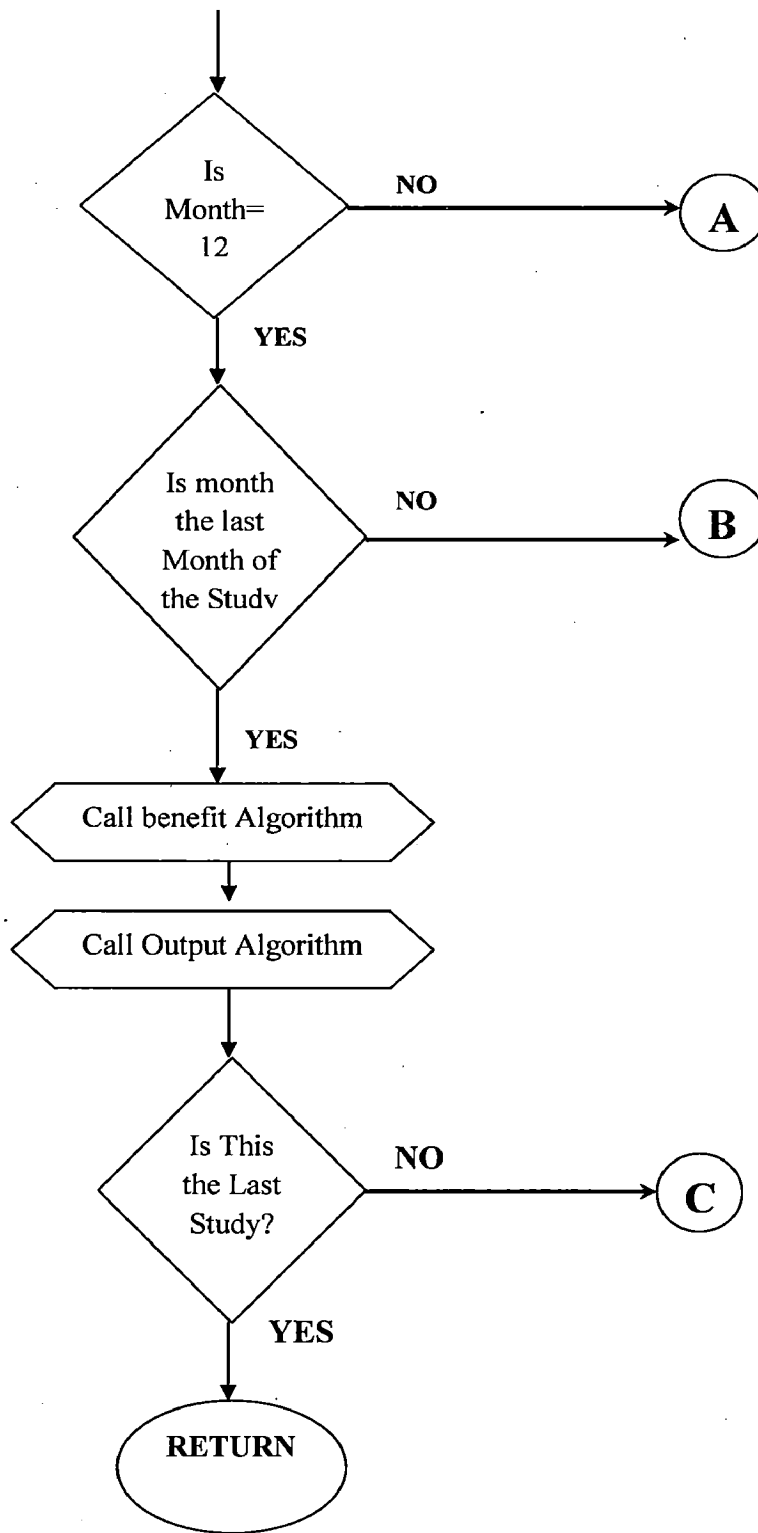 Is
Month=
12
NO
A
YES
Is month
the last
Month of
the Study
NO
B
YES
Call benefit Algorithm
Call Output Algorithm
Is This
the Last
Study?
NO
C
YES
RETURN